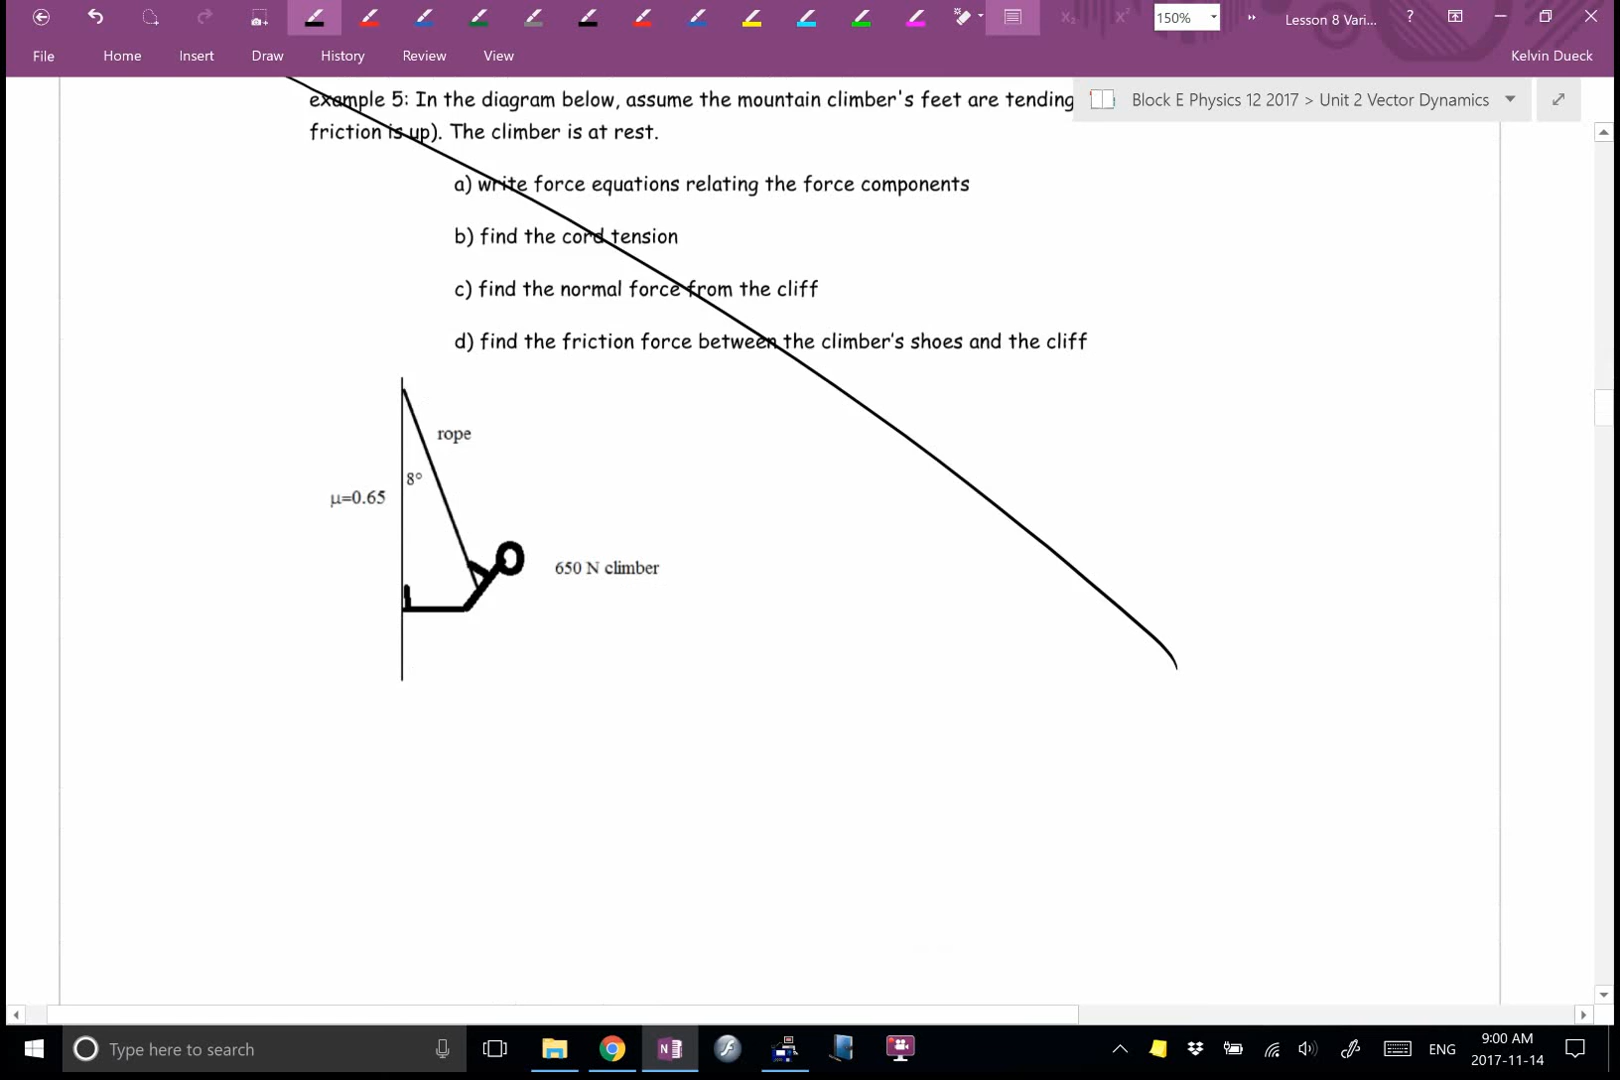 150%
Lesson 8 Vari...
?
File Home Insert Draw History Review View Kelvin Dueck
Block E Physics 12 2017 > Unit 2 Vector Dynamics
example 5: In the diagram below, assume the mountain climber's feet are tending
friction is up). The climber is at rest.
a) write force equations relating the force components
b) find the cord tension
c) find the normal force from the cliff
d) find the friction force between the climber's shoes and the cliff
rope
8°
μ=0.65
650 N climber
Type here to search
ENG
9:00 AM
2017-11-14